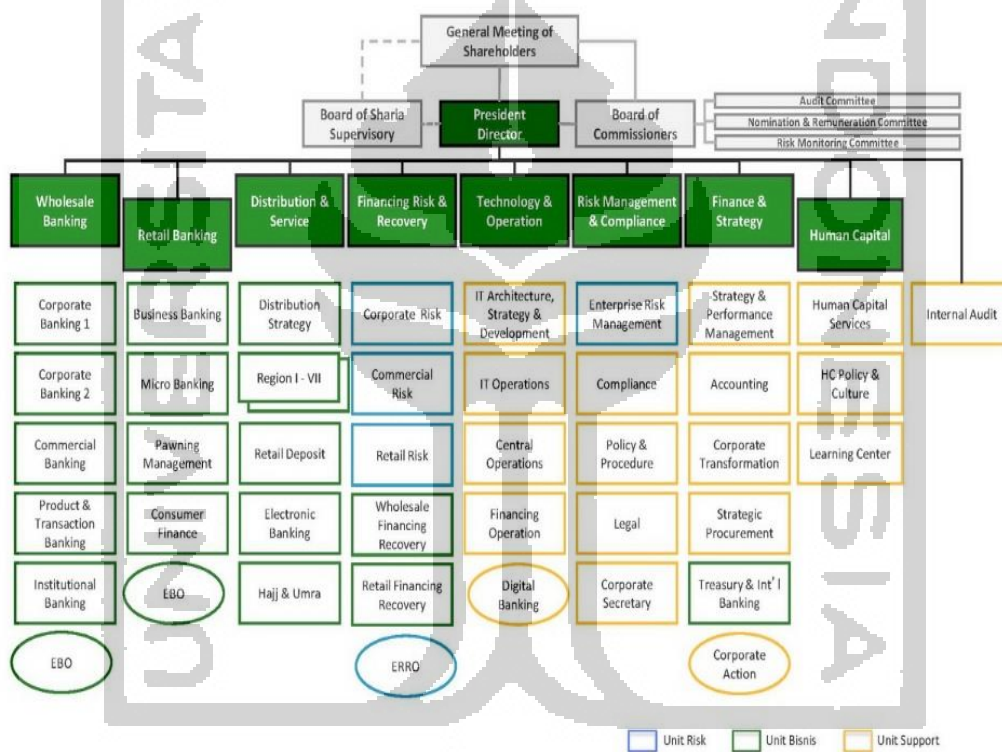 General Meeting of
Shareholders
Board of Sharia
Supervisory
President
Director
Board of
Commissioners
Audit Committee
Nomination & Remuneration Committee
Risk Monitoring Committee
Wholesale
Banking
Retail Banking
Distribution &
Service
Financing Risk &
Recovery
Technology &
Operation
Risk Management
& Compliance
Finance &
Strategy
Human Capital
Corporate
Banking 1
Business Banking
Distribution
Strategy
Corporate Risk
IT Architecture,
Strategy &
Development
Enterprise Risk
Management
Strategy &
Performance
Management
Human Capital
Services
Internal Audit
Corporate
Banking 2
Micro Banking
Region I - VII
Commercial
Risk
IT Operations
Compliance
Accounting
HC Policy &
Culture
Commercial
Banking
Pawning
Management
Retail Deposit
Retail Risk
Central
Operations
Policy &
Procedure
Corporate
Transformation
Learning Center
Product &
Transaction
Banking
Consumer
Finance
Electronic
Banking
Wholesale
Financing
Recovery
Financing
Operation
Legal
Strategic
Procurement
Institutional
Banking
EBO
Hajj & Umra
Retail Financing
Recovery
Digital
Banking
Corporate
Secretary
Treasury & Int' l
Banking
EBO
ERRO
Corporate
Action
Unit Risk
Unit Bisnis
Unit Support
UNIVERSITA
INDONESIA